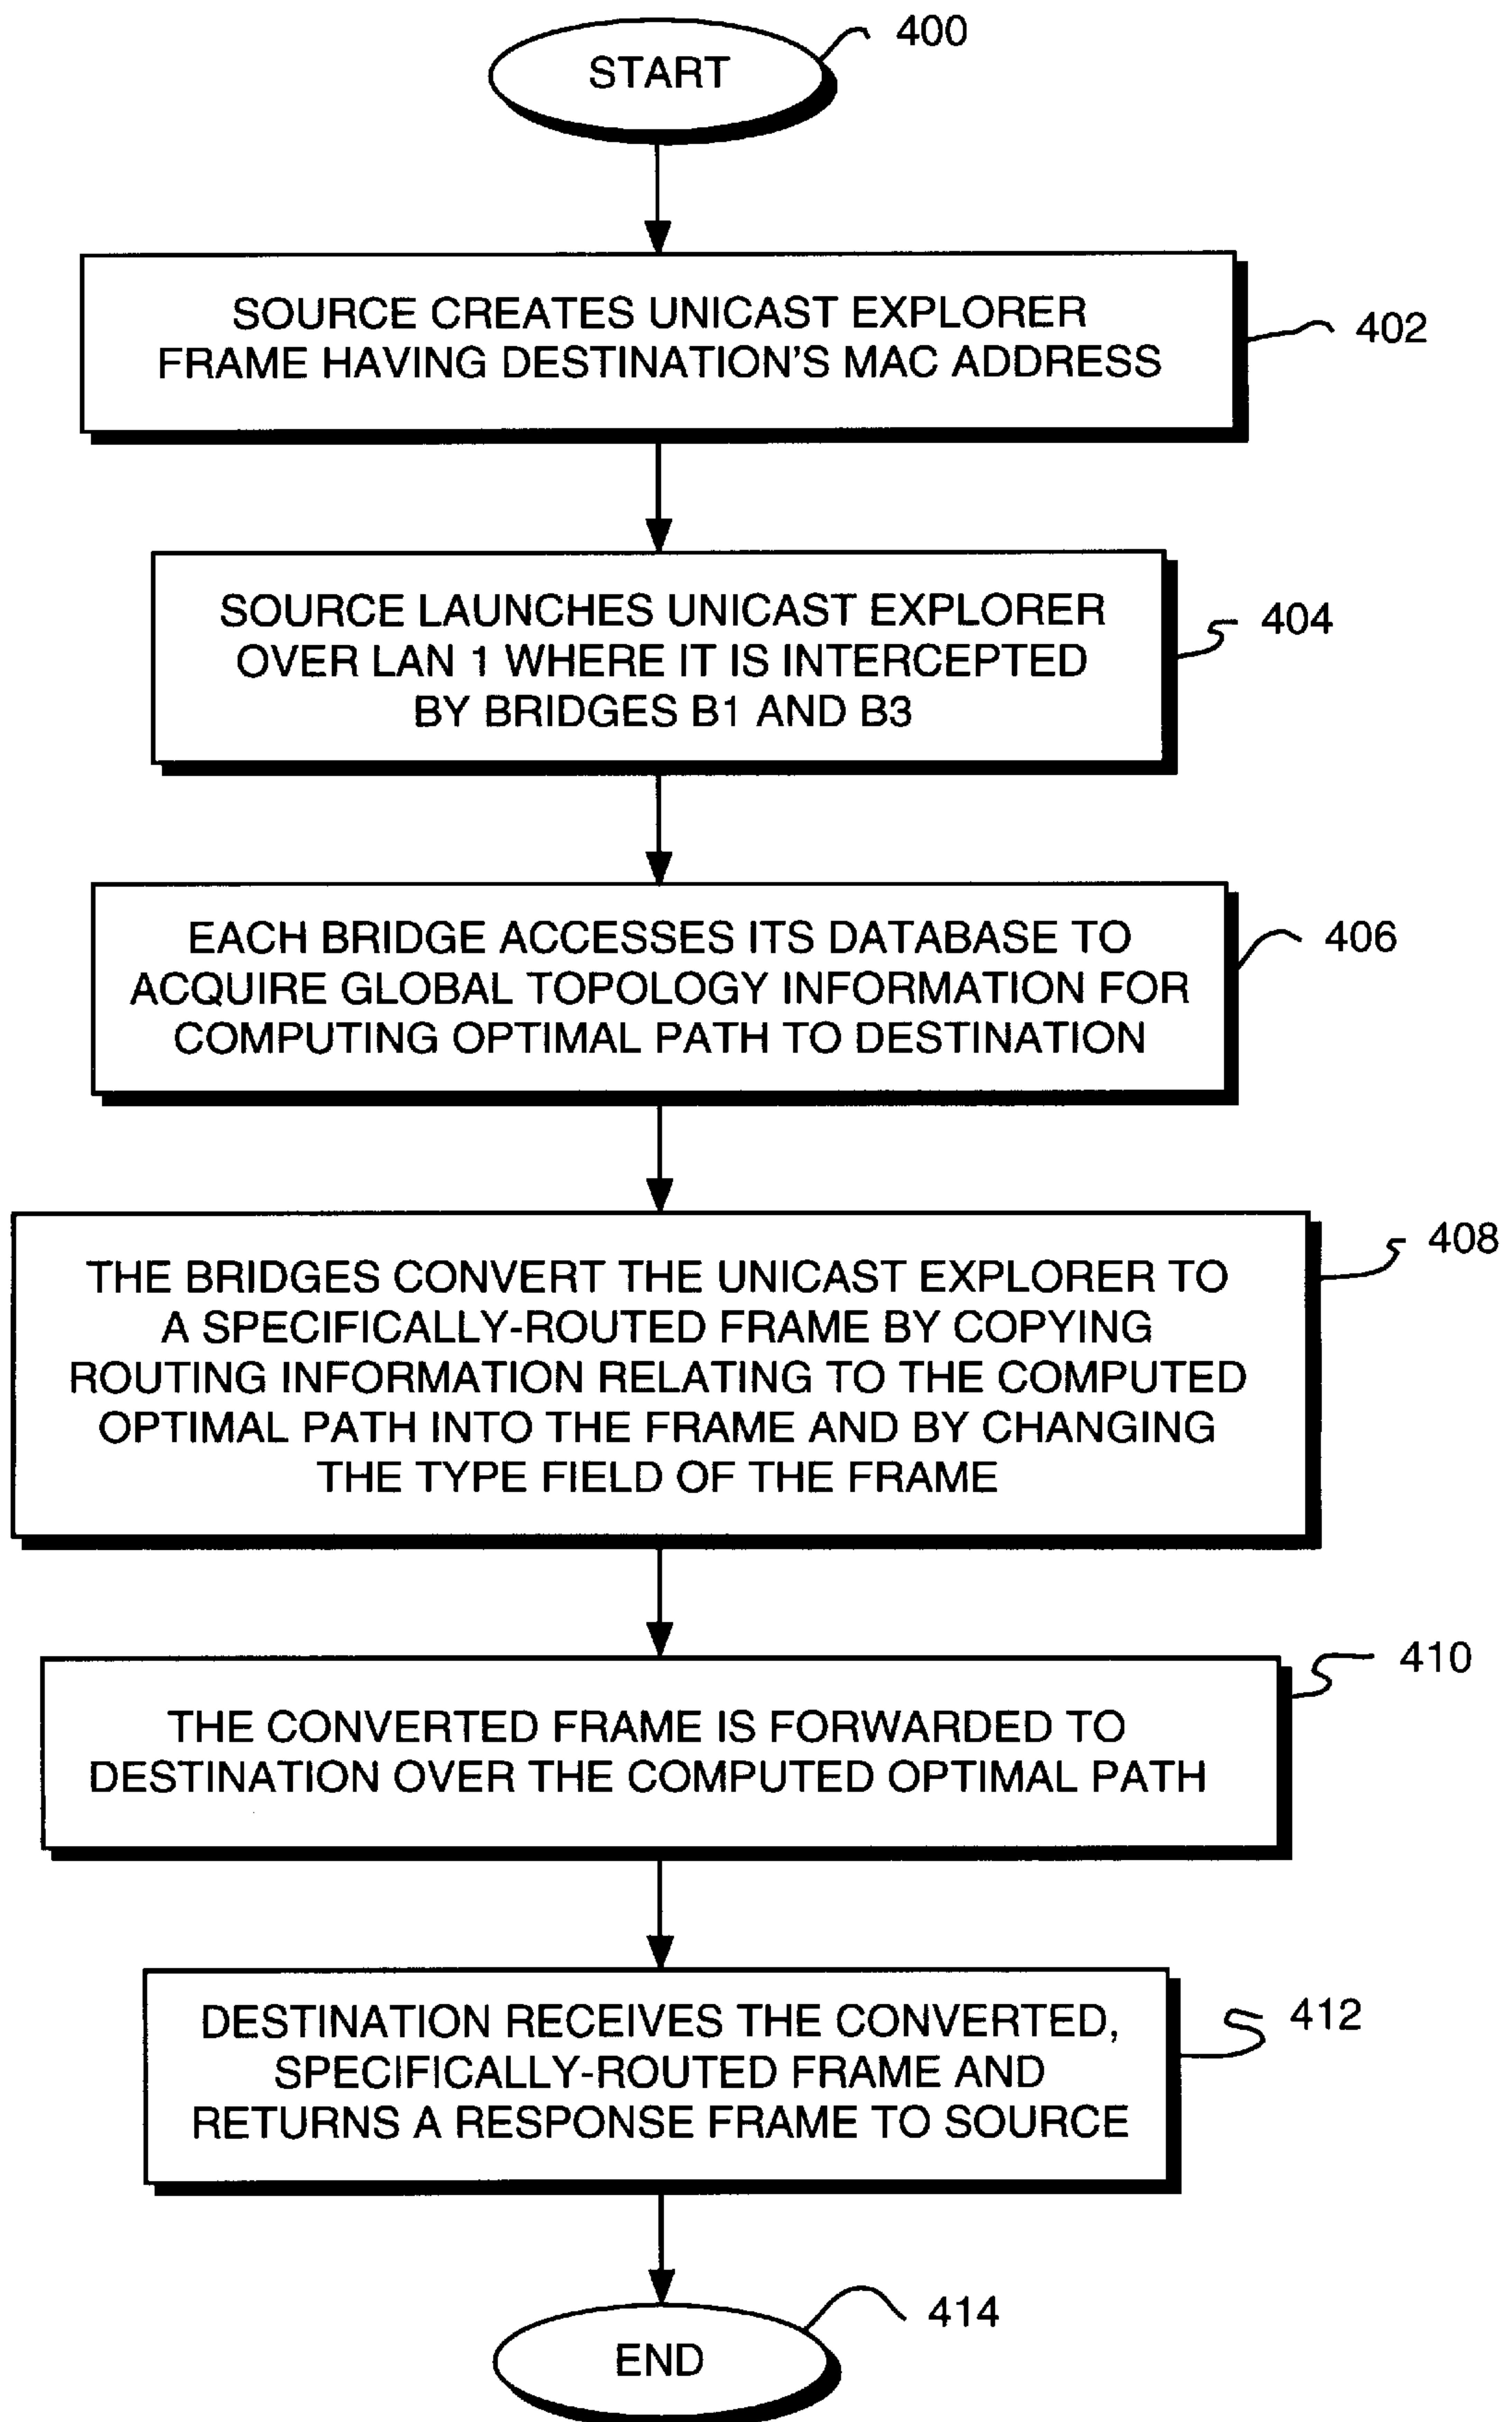 START
400
SOURCE CREATES UNICAST EXPLORER
FRAME HAVING DESTINATION'S MAC ADDRESS
402
SOURCE LAUNCHES UNICAST EXPLORER
OVER LAN 1 WHERE IT IS INTERCEPTED
BY BRIDGES B1 AND B3
404
EACH BRIDGE ACCESSES ITS DATABASE TO
ACQUIRE GLOBAL TOPOLOGY INFORMATION FOR
COMPUTING OPTIMAL PATH TO DESTINATION
406
THE BRIDGES CONVERT THE UNICAST EXPLORER TO
A SPECIFICALLY-ROUTED FRAME BY COPYING
ROUTING INFORMATION RELATING TO THE COMPUTED
OPTIMAL PATH INTO THE FRAME AND BY CHANGING
THE TYPE FIELD OF THE FRAME
408
THE CONVERTED FRAME IS FORWARDED TO
DESTINATION OVER THE COMPUTED OPTIMAL PATH
410
DESTINATION RECEIVES THE CONVERTED,
SPECIFICALLY-ROUTED FRAME AND
RETURNS A RESPONSE FRAME TO SOURCE
412
END
414